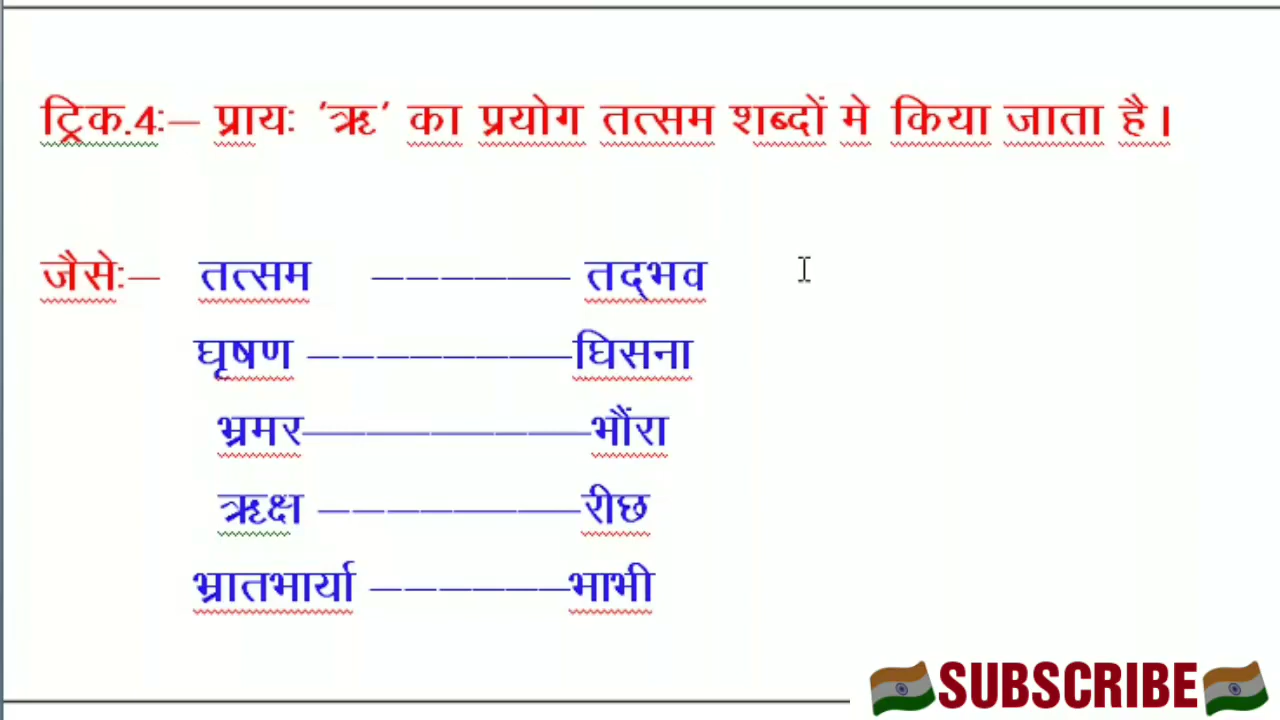 ट्रिक.4:— प्रायः 'ऋ' का प्रयोग तत्सम शब्दों मे किया जाता है।
जैसेः— तत्सम —————— तद्भव
घृषण ————————घिसना
भ्रमर—————————भौंरा
ऋक्ष ————————रीछ
भ्रातभार्या ——————भाभी
SUBSCRIBE